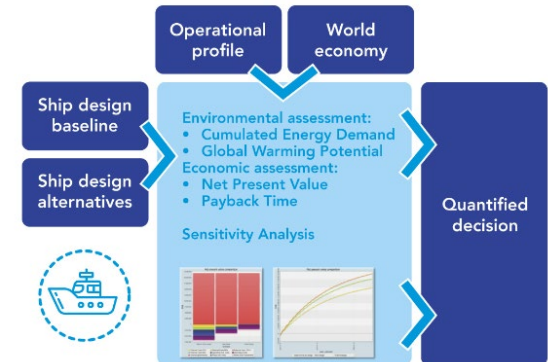 Operational
profile
World
economy
Ship design
baseline
Ship design
alternatives
Environmental assessment:
• Cumulated Energy Demand
• Global Warming Potential
Economic assessment:
• Net Present Value
• Payback Time
Sensitivity Analysis
Quantified
decision